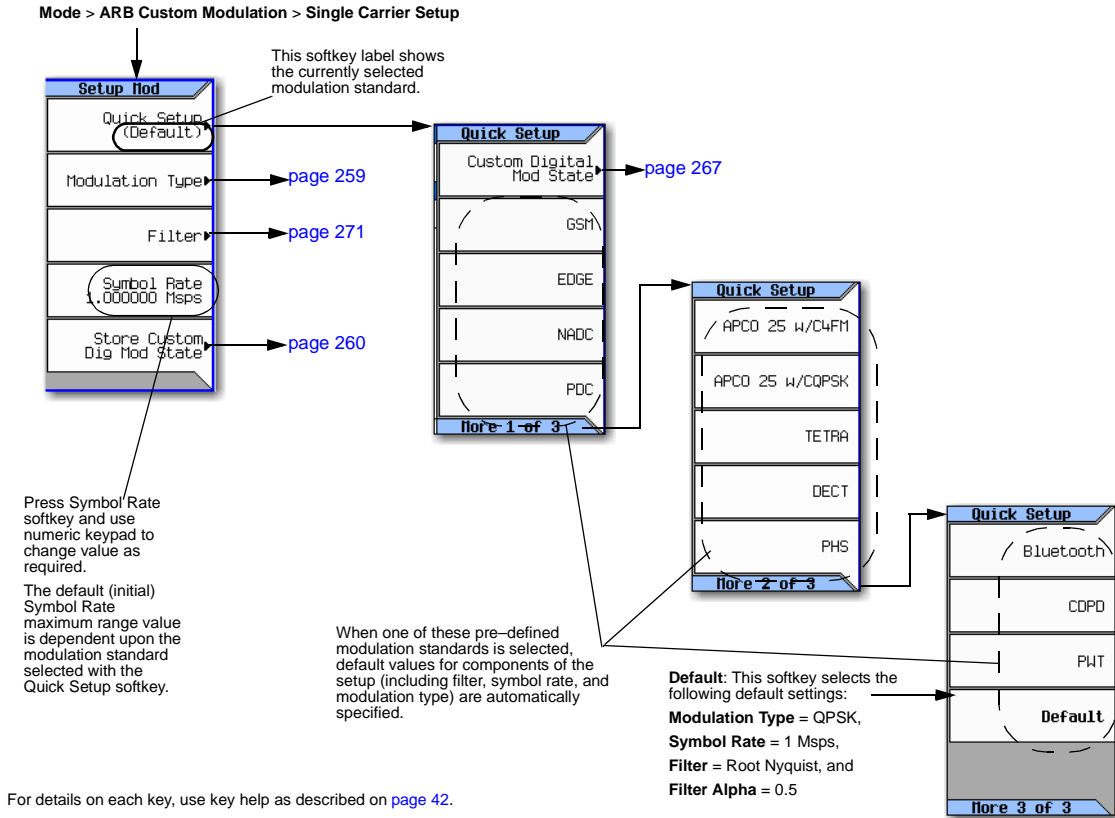 Mode > ARB Custom Modulation > Single Carrier Setup
This softkey label shows
the currently selected
modulation standard.
Setup Mod
Quick Setup
(Default)
Modulation Type
page 259
Filter
page 271
Symbol Rate
1.000000 Msps
Store Custom
Dig Mod State
page 260
Quick Setup
Custom Digital
Mod State
page 267
GSM
EDGE
NADC
PDC
More 1 of 3
Quick Setup
APCO 25 w/C4FM
APCO 25 w/CQPSK
TETRA
DECT
PHS
More 2 of 3
Quick Setup
Bluetooth
CDPD
PWT
Default
More 3 of 3
Press Symbol Rate
softkey and use
numeric keypad to
change value as
required.
The default (initial)
Symbol Rate
maximum range value
is dependent upon the
modulation standard
selected with the
Quick Setup softkey.
When one of these pre–defined
modulation standards is selected,
default values for components of the
setup (including filter, symbol rate, and
modulation type) are automatically
specified.
Default: This softkey selects the
following default settings:
Modulation Type = QPSK,
Symbol Rate = 1 Msps,
Filter = Root Nyquist, and
Filter Alpha = 0.5
For details on each key, use key help as described on page 42.